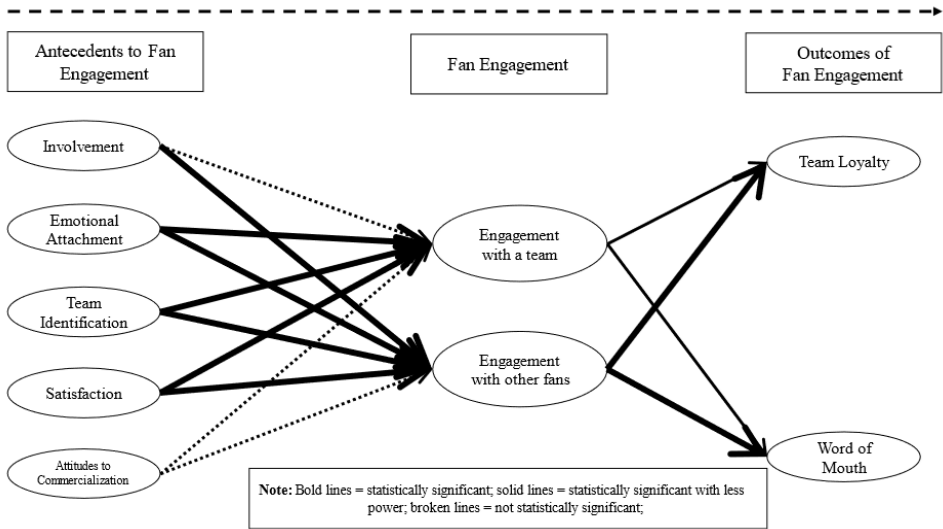 Antecedents to Fan
Engagement
Fan Engagement
Outcomes of
Fan Engagement
Involvement
Emotional
Attachment
Team
Identification
Satisfaction
Attitudes to
Commercialization
Engagement
with a team
Engagement
with other fans
Team Loyalty
Word of
Mouth
Note: Bold lines = statistically significant; solid lines = statistically significant with less
power; broken lines = not statistically significant;